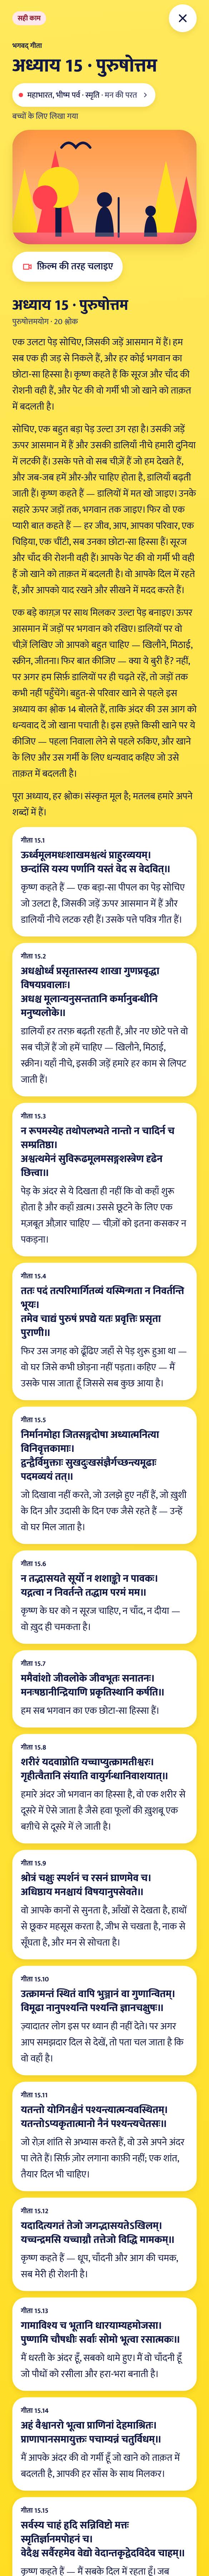 सही काम
भगवद् गीता
अध्याय 15 · पुरुषोत्तम
महाभारत, भीष्म पर्व · स्मृति · मन की परत
बच्चों के लिए लिखा गया
फ़िल्म की तरह चलाइए
अध्याय 15 · पुरुषोत्तम
पुरुषोत्तमयोग · 20 श्लोक
एक उलटा पेड़ सोचिए, जिसकी जड़ें आसमान में हैं। हम
सब एक ही जड़ से निकले हैं, और हर कोई भगवान का
छोटा-सा हिस्सा है। कृष्ण कहते हैं कि सूरज और चाँद की
रोशनी वही हैं, और पेट की वो गर्मी भी जो खाने को ताक़त
में बदलती है।
सोचिए, एक बहुत बड़ा पेड़ उलटा उग रहा है। उसकी जड़ें
ऊपर आसमान में हैं और उसकी डालियाँ नीचे हमारी दुनिया
में लटकी हैं। उसके पत्ते वो सब चीज़ें हैं जो हम देखते हैं,
और जब-जब हमें और-और चाहिए होता है, डालियाँ बढ़ती
जाती हैं। कृष्ण कहते हैं — डालियों में मत खो जाइए। उनके
सहारे ऊपर जड़ों तक, भगवान तक जाइए। फिर वो एक
प्यारी बात कहते हैं — हर जीव, आप, आपका परिवार, एक
चिड़िया, एक चींटी, सब उनका छोटा-सा हिस्सा हैं। सूरज
और चाँद की रोशनी वही हैं। आपके पेट की वो गर्मी भी वही
हैं जो खाने को ताक़त में बदलती है। वो आपके दिल में रहते
हैं, और आपको याद रखने और सीखने में मदद करते हैं।
एक बड़े काग़ज़ पर साथ मिलकर उलटा पेड़ बनाइए। ऊपर
आसमान में जड़ों पर भगवान को रखिए। डालियों पर वो
चीज़ें लिखिए जो आपको बहुत चाहिए — खिलौने, मिठाई,
स्क्रीन, जीतना। फिर बात कीजिए — क्या ये बुरी हैं? नहीं,
पर अगर हम सिर्फ़ डालियों पर ही चढ़ते रहें, तो जड़ों तक
कभी नहीं पहुँचेंगे। बहुत-से परिवार खाने से पहले इस
अध्याय का श्लोक 14 बोलते हैं, ताकि अंदर की उस आग को
धन्यवाद दें जो खाना पचाती है। इस हफ़्ते किसी खाने पर ये
कीजिए — पहला निवाला लेने से पहले रुकिए, और खाने
के लिए और उस गर्मी के लिए धन्यवाद कहिए जो उसे
ताक़त में बदलती है।
पूरा अध्याय, हर श्लोक। संस्कृत मूल है; मतलब हमारे अपने
शब्दों में हैं।
गीता 15.1
ऊर्ध्वमूलमधःशाखमश्वत्थं प्राहुरव्ययम्।
छन्दांसि यस्य पर्णानि यस्तं वेद स वेदवित्॥
कृष्ण कहते हैं — एक बड़ा-सा पीपल का पेड़ सोचिए
जो उलटा है, जिसकी जड़ें ऊपर आसमान में हैं और
डालियाँ नीचे लटक रही हैं। उसके पत्ते पवित्र गीत हैं।
गीता 15.2
अधश्चोर्ध्वं प्रसृतास्तस्य शाखा गुणप्रवृद्धा
विषयप्रवालाः।
अधश्च मूलान्यनुसन्ततानि कर्मानुबन्धीनि
मनुष्यलोके॥
डालियाँ हर तरफ़ बढ़ती रहती हैं, और नए छोटे पत्ते वो
सब चीज़ें हैं जो हमें चाहिए — खिलौने, मिठाई,
स्क्रीन। यहाँ नीचे, इसकी जड़ें हमारे हर काम से लिपट
जाती हैं।
गीता 15.3
न रूपमस्येह तथोपलभ्यते नान्तो न चादिर्न च
सम्प्रतिष्ठा।
अश्वत्थमेनं सुविरूढमूलमसङ्गशस्त्रेण दृढेन
छित्त्वा॥
पेड़ के अंदर से ये दिखता ही नहीं कि वो कहाँ शुरू
होता है और कहाँ ख़त्म। उससे छूटने के लिए एक
मज़बूत औज़ार चाहिए — चीज़ों को इतना कसकर न
पकड़ना।
गीता 15.4
ततः पदं तत्परिमार्गितव्यं यस्मिन्गता न निवर्तन्ति
भूयः।
तमेव चाद्यं पुरुषं प्रपद्ये यतः प्रवृत्तिः प्रसृता
पुराणी॥
फिर उस जगह को ढूँढिए जहाँ से पेड़ शुरू हुआ था —
वो घर जिसे कभी छोड़ना नहीं पड़ता। कहिए — मैं
उसके पास जाता हूँ जिससे सब कुछ आया है।
गीता 15.5
निर्मानमोहा जितसङ्गदोषा अध्यात्मनित्या
विनिवृत्तकामाः।
द्वन्द्वैर्विमुक्ताः सुखदुःखसंज्ञैर्गच्छन्त्यमूढाः
पदमव्ययं तत्॥
जो दिखावा नहीं करते, जो उलझे हुए नहीं हैं, जो ख़ुशी
के दिन और उदासी के दिन एक जैसे रहते हैं — उन्हें
वो घर मिल जाता है।
गीता 15.6
न तद्भासयते सूर्यो न शशाङ्को न पावकः।
यद्गत्वा न निवर्तन्ते तद्धाम परमं मम॥
कृष्ण के घर को न सूरज चाहिए, न चाँद, न दीया —
वो ख़ुद ही चमकता है।
गीता 15.7
ममैवांशो जीवलोके जीवभूतः सनातनः।
मनःषष्ठानीन्द्रियाणि प्रकृतिस्थानि कर्षति॥
हम सब भगवान का एक छोटा-सा हिस्सा हैं।
गीता 15.8
शरीरं यदवाप्नोति यच्चाप्युत्क्रामतीश्वरः।
गृहीत्वैतानि संयाति वायुर्गन्धानिवाशयात्॥
हमारे अंदर जो भगवान का हिस्सा है, वो एक शरीर से
दूसरे में ऐसे जाता है जैसे हवा फूलों की ख़ुशबू एक
बग़ीचे से दूसरे में ले जाती है।
गीता 15.9
श्रोत्रं चक्षुः स्पर्शनं च रसनं घ्राणमेव च।
अधिष्ठाय मनश्चायं विषयानुपसेवते॥
वो आपके कानों से सुनता है, आँखों से देखता है, हाथों
से छूकर महसूस करता है, जीभ से चखता है, नाक से
सूँघता है, और मन से सोचता है।
गीता 15.10
उत्क्रामन्तं स्थितं वापि भुञ्जानं वा गुणान्वितम्।
विमूढा नानुपश्यन्ति पश्यन्ति ज्ञानचक्षुषः॥
ज़्यादातर लोग इस पर ध्यान ही नहीं देते। पर अगर
आप समझदार दिल से देखें, तो पता चल जाता है कि
वो वहाँ है।
गीता 15.11
यतन्तो योगिनश्चैनं पश्यन्त्यात्मन्यवस्थितम्।
यतन्तोऽप्यकृतात्मानो नैनं पश्यन्त्यचेतसः॥
जो रोज़ शांति से अभ्यास करते हैं, वो उसे अपने अंदर
पा लेते हैं। सिर्फ़ ज़ोर लगाना काफ़ी नहीं; एक शांत,
तैयार दिल भी चाहिए।
गीता 15.12
यदादित्यगतं तेजो जगद्भासयतेऽखिलम्।
यच्चन्द्रमसि यच्चाग्नौ तत्तेजो विद्धि मामकम्॥
कृष्ण कहते हैं — धूप, चाँदनी और आग की चमक,
सब मेरी ही रोशनी है।
गीता 15.13
गामाविश्य च भूतानि धारयाम्यहमोजसा।
पुष्णामि चौषधीः सर्वाः सोमो भूत्वा रसात्मकः॥
मैं धरती के अंदर हूँ, सबको थामे हुए। मैं वो चाँदनी हूँ
जो पौधों को रसीला और हरा-भरा बनाती है।
गीता 15.14
अहं वैश्वानरो भूत्वा प्राणिनां देहमाश्रितः।
प्राणापानसमायुक्तः पचाम्यन्नं चतुर्विधम्॥
मैं आपके अंदर की वो गर्मी हूँ जो खाने को ताक़त में
बदलती है, आपकी हर साँस के साथ मिलकर।
गीता 15.15
सर्वस्य चाहं हृदि सन्निविष्टो मत्तः
स्मृतिर्ज्ञानमपोहनं च।
वेदैश्च सर्वैरहमेव वेद्यो वेदान्तकृद्वेदविदेव चाहम्॥
कृष्ण कहते हैं — मैं सबके दिल में रहता हूँ। जब